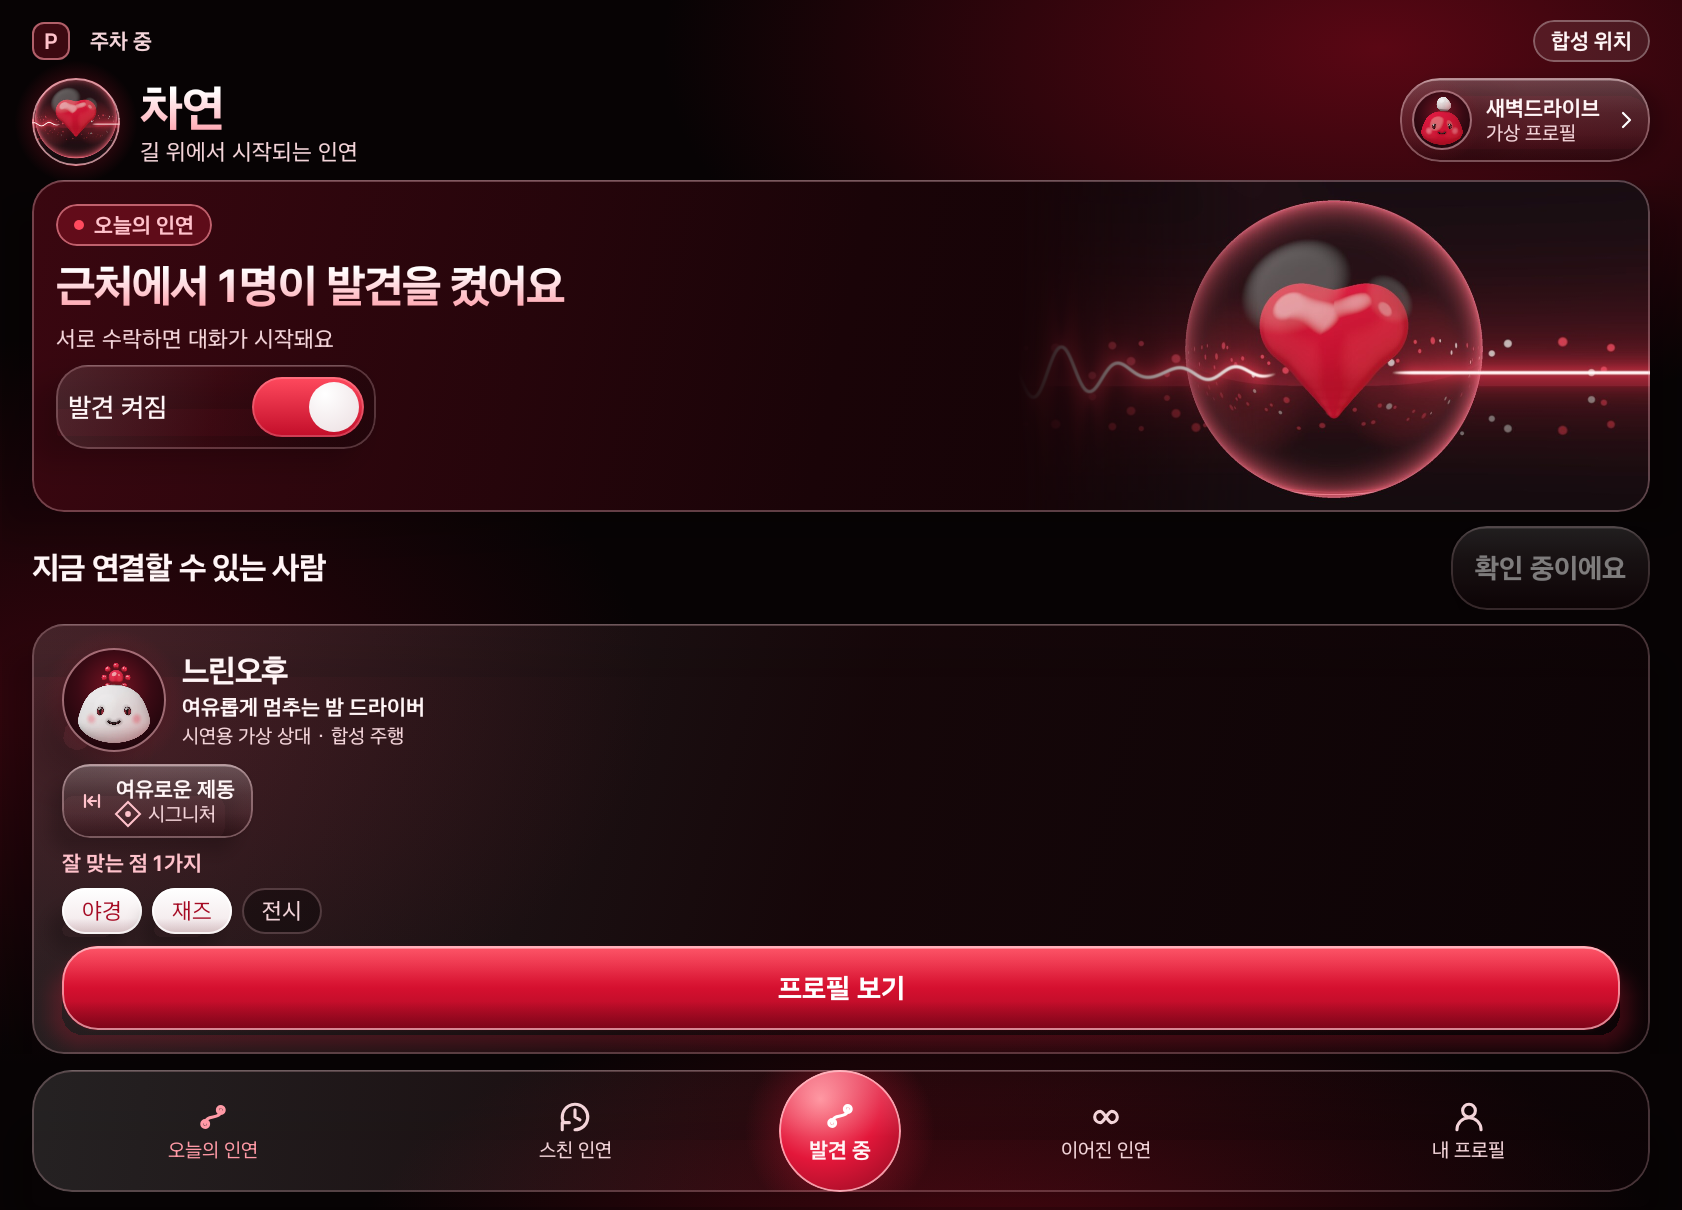 P 주차 중
합성 위치
차연
길 위에서 시작되는 인연
새벽드라이브
가상 프로필
오늘의 인연
근처에서 1명이 발견을 켰어요
서로 수락하면 대화가 시작돼요
발견 켜짐
지금 연결할 수 있는 사람
확인 중이에요
느린오후
여유롭게 멈추는 밤 드라이버
시연용 가상 상대 · 합성 주행
여유로운 제동
시그니처
잘 맞는 점 1가지
야경 재즈 전시
프로필 보기
오늘의 인연
스친 인연
발견 중
이어진 인연
내 프로필